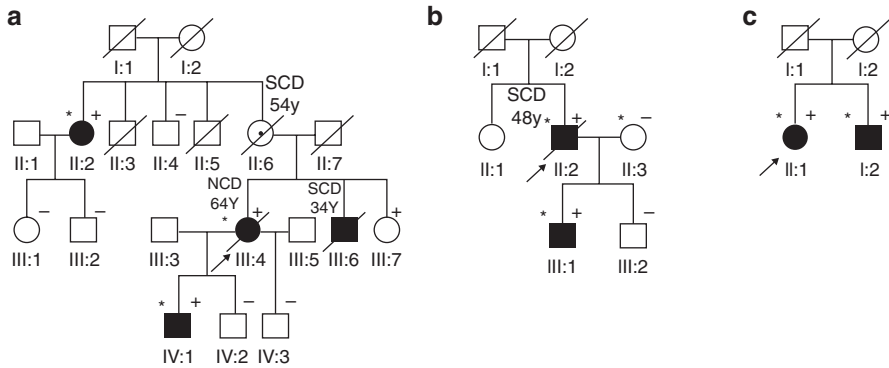 a
I:1 I:2
SCD
54y
* + –
II:1 II:2 II:3 II:4 II:5 II:6 II:7
NCD
64Y
SCD
34Y
– – * + +
III:1 III:2 III:3 III:4 III:5 III:6 III:7
* + – –
IV:1 IV:2 IV:3
b
I:1 I:2
SCD
48y
* + * –
II:1 II:2 II:3
* + –
III:1 III:2
c
I:1 I:2
* + * +
II:1 I:2